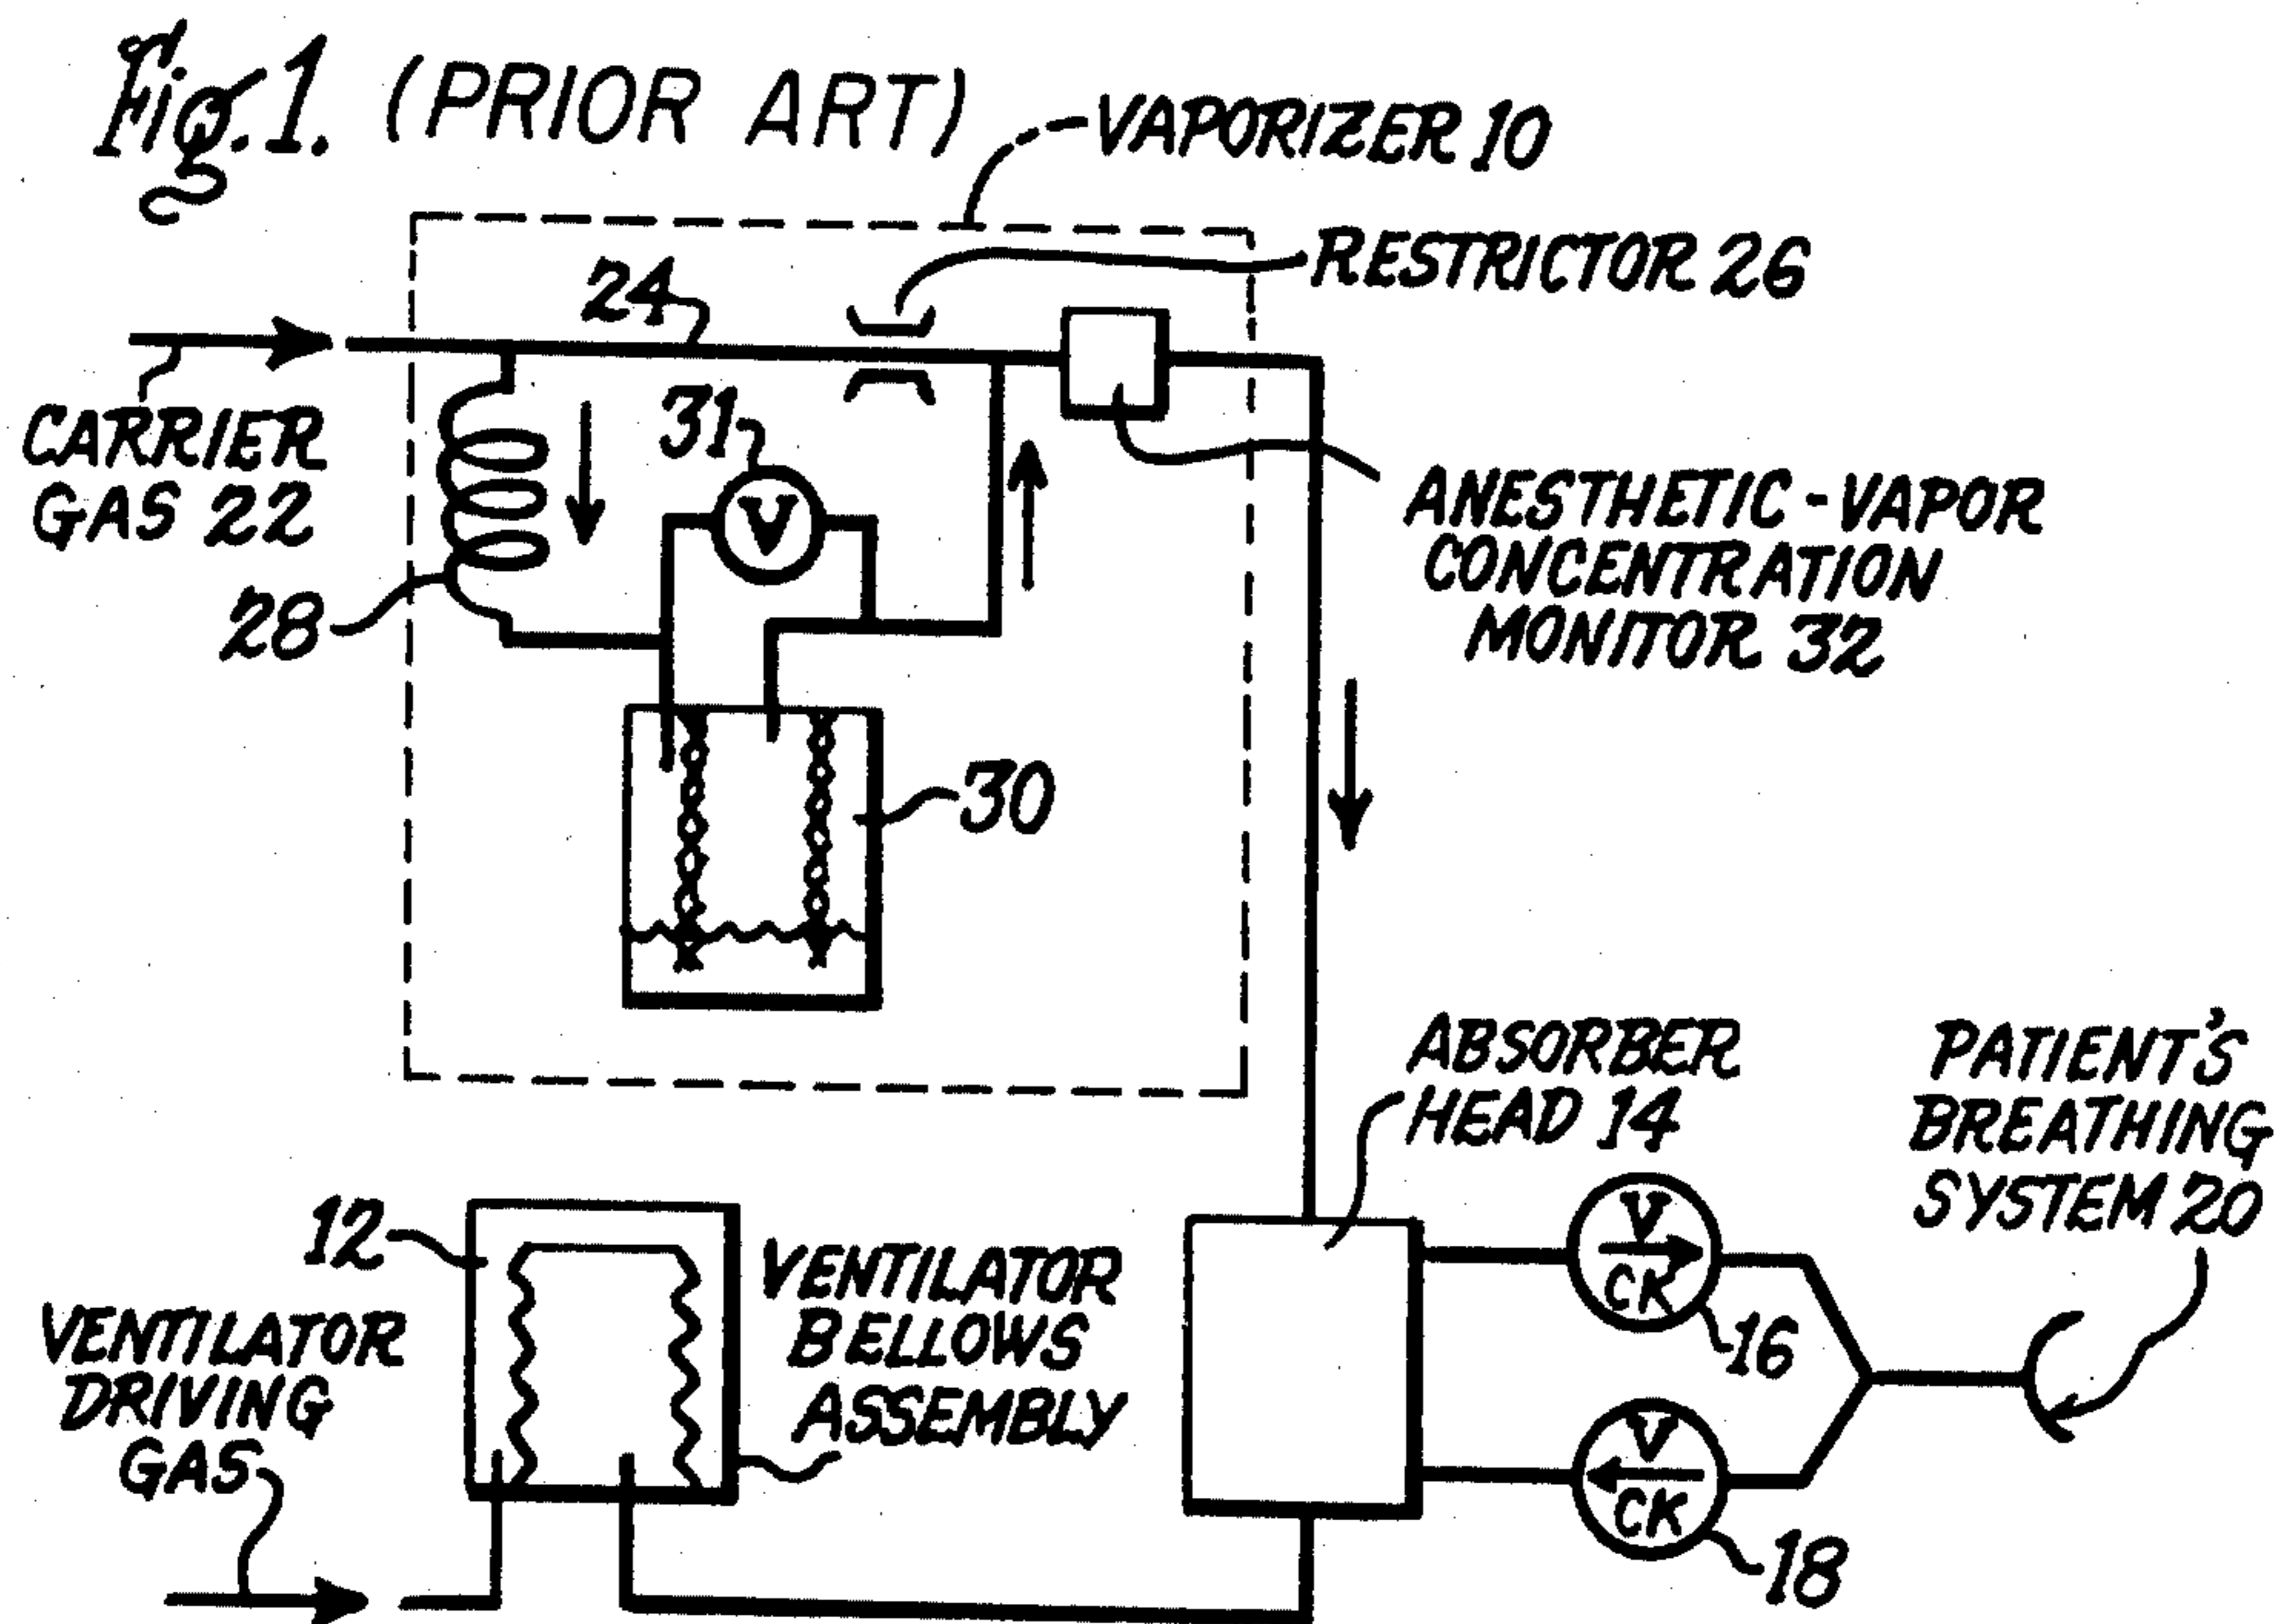 Fig. 1. (PRIOR ART)
VAPORIZER 10
RESTRICTOR 26
24
CARRIER
GAS 22
31
V
ANESTHETIC-VAPOR
CONCENTRATION
MONITOR 32
28
30
ABSORBER
HEAD 14
PATIENT'S
BREATHING
SYSTEM 20
12
VENTILATOR
BELLOWS
ASSEMBLY
VENTILATOR
DRIVING
GAS
V
CK
16
V
CK
18